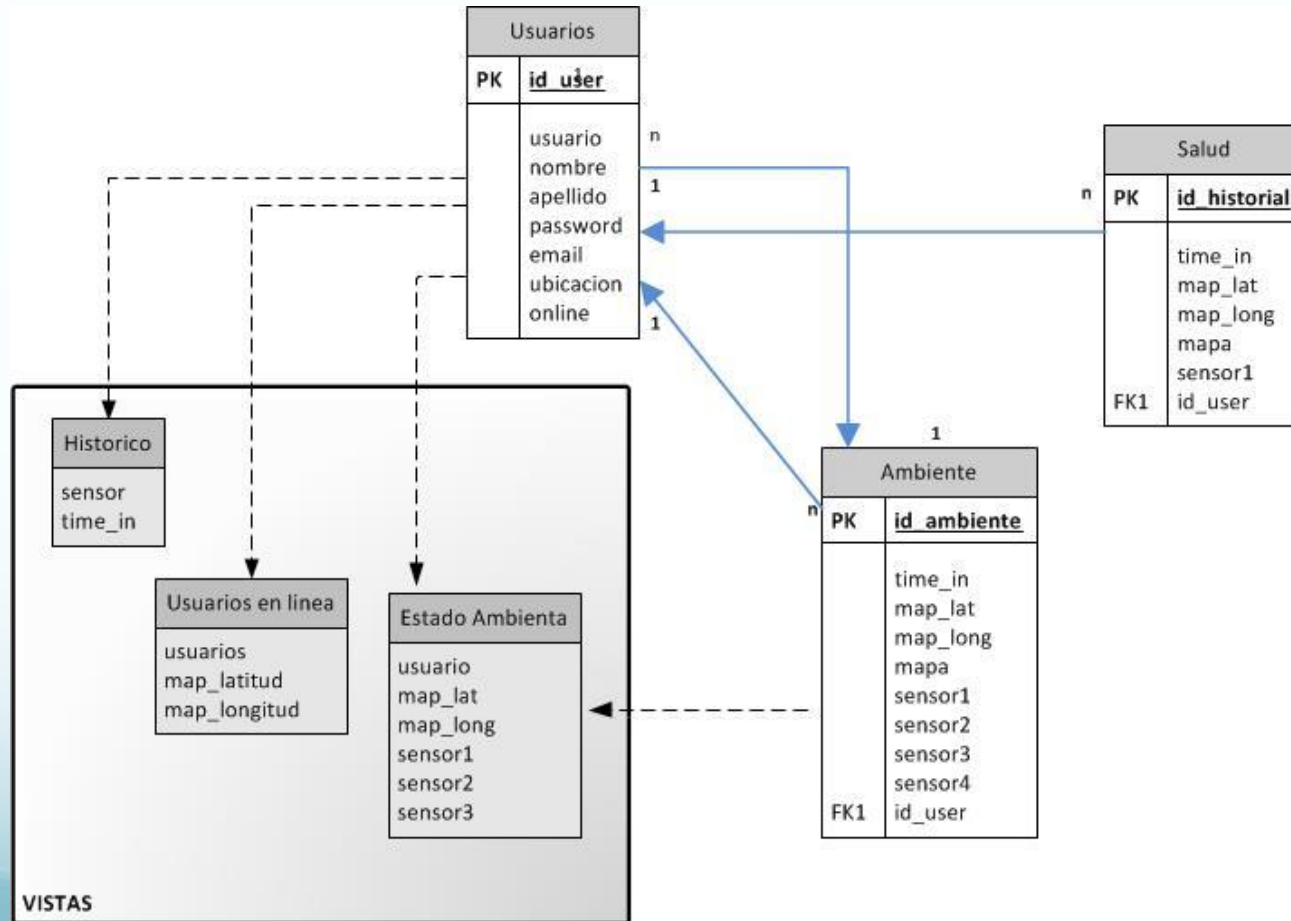 Usuarios
PK id_user
1
usuario
nombre
apellido
password
email
ubicacion
online
n
1
1
Salud
n
PK id_historial
time_in
map_lat
map_long
mapa
sensor1
FK1 id_user
1
Ambiente
n
PK id_ambiente
time_in
map_lat
map_long
mapa
sensor1
sensor2
sensor3
sensor4
FK1 id_user
Historico
sensor
time_in
Usuarios en linea
usuarios
map_latitud
map_longitud
Estado Ambienta
usuario
map_lat
map_long
sensor1
sensor2
sensor3
VISTAS